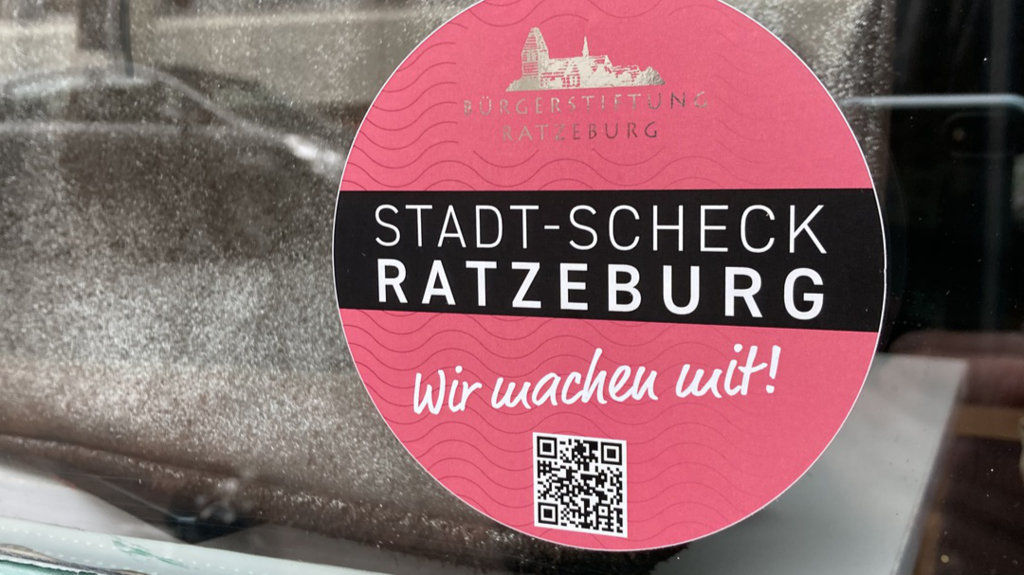 BÜRGERSTIFTUNG
RATZEBURG
STADT-SCHECK
RATZEBURG
Wir machen mit!